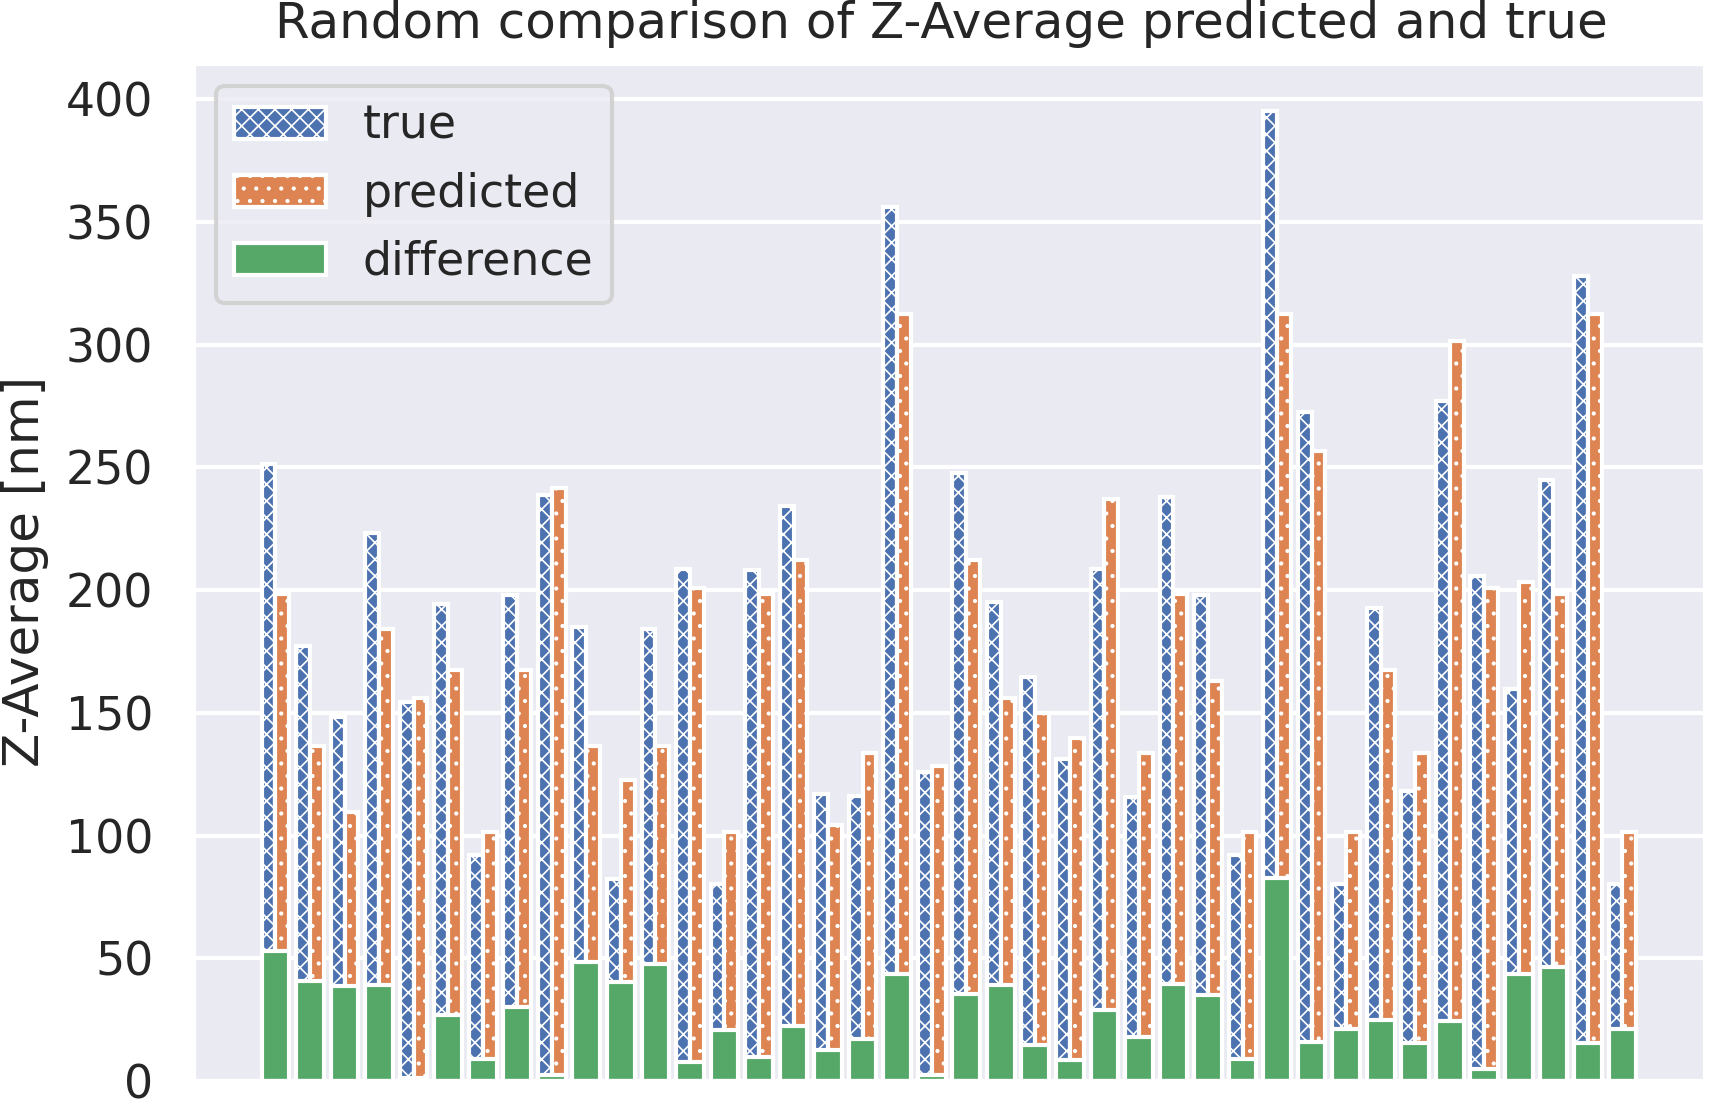 Random comparison of Z-Average predicted and true
400
350
300
250
200
150
100
50
0
Z-Average [nm]
true
predicted
difference